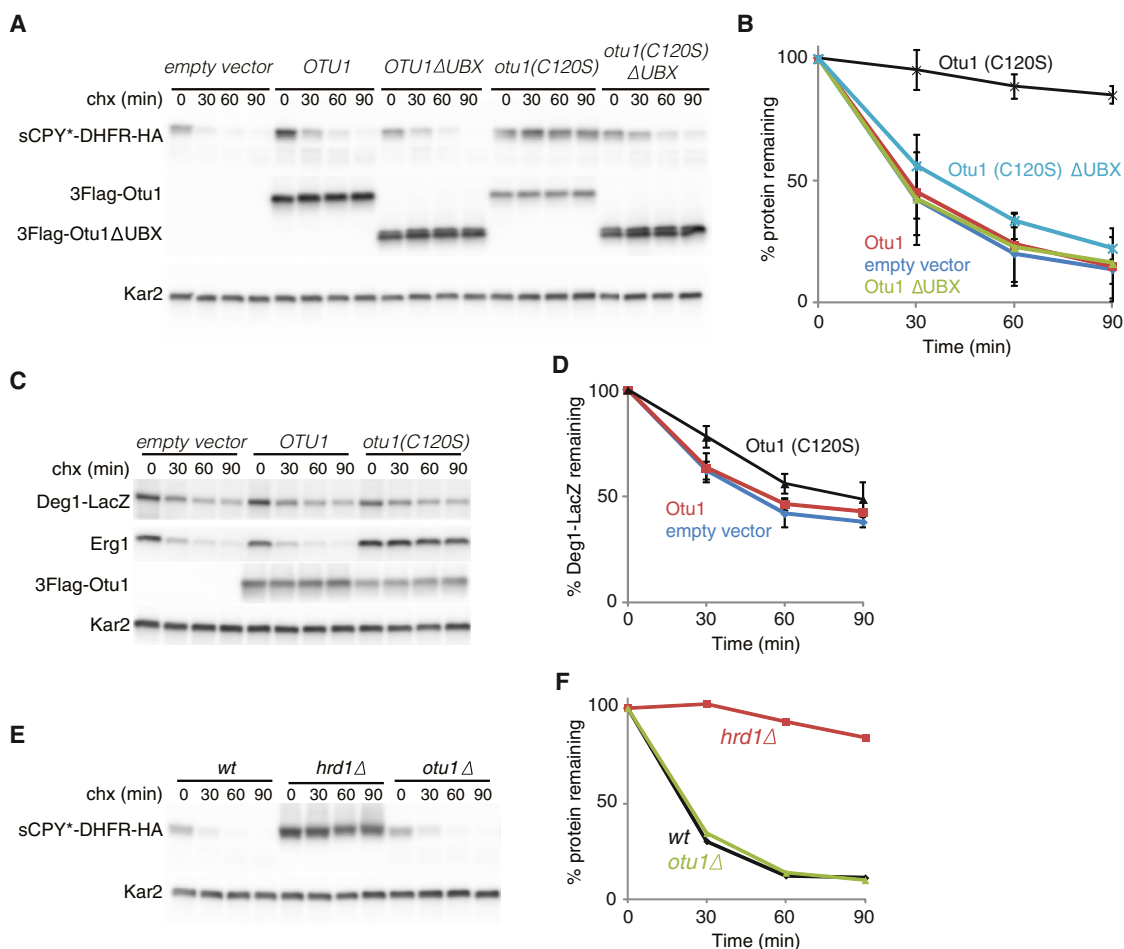 A
empty vector OTU1 OTU1ΔUBX otu1(C120S) otu1(C120S) ΔUBX
chx (min) 0 30 60 90 0 30 60 90 0 30 60 90 0 30 60 90 0 30 60 90
sCPY*-DHFR-HA
3Flag-Otu1
3Flag-Otu1ΔUBX
Kar2
B
% protein remaining
100
50
0
Otu1 (C120S)
Otu1 (C120S) ΔUBX
Otu1
empty vector
Otu1 ΔUBX
0 30 60 90
Time (min)
C
empty vector OTU1 otu1(C120S)
chx (min) 0 30 60 90 0 30 60 90 0 30 60 90
Deg1-LacZ
Erg1
3Flag-Otu1
Kar2
D
% Deg1-LacZ remaining
100
50
0
Otu1 (C120S)
Otu1
empty vector
0 30 60 90
Time (min)
E
wt hrd1Δ otu1Δ
chx (min) 0 30 60 90 0 30 60 90 0 30 60 90
sCPY*-DHFR-HA
Kar2
F
% protein remaining
100
50
0
hrd1Δ
wt
otu1Δ
0 30 60 90
Time (min)